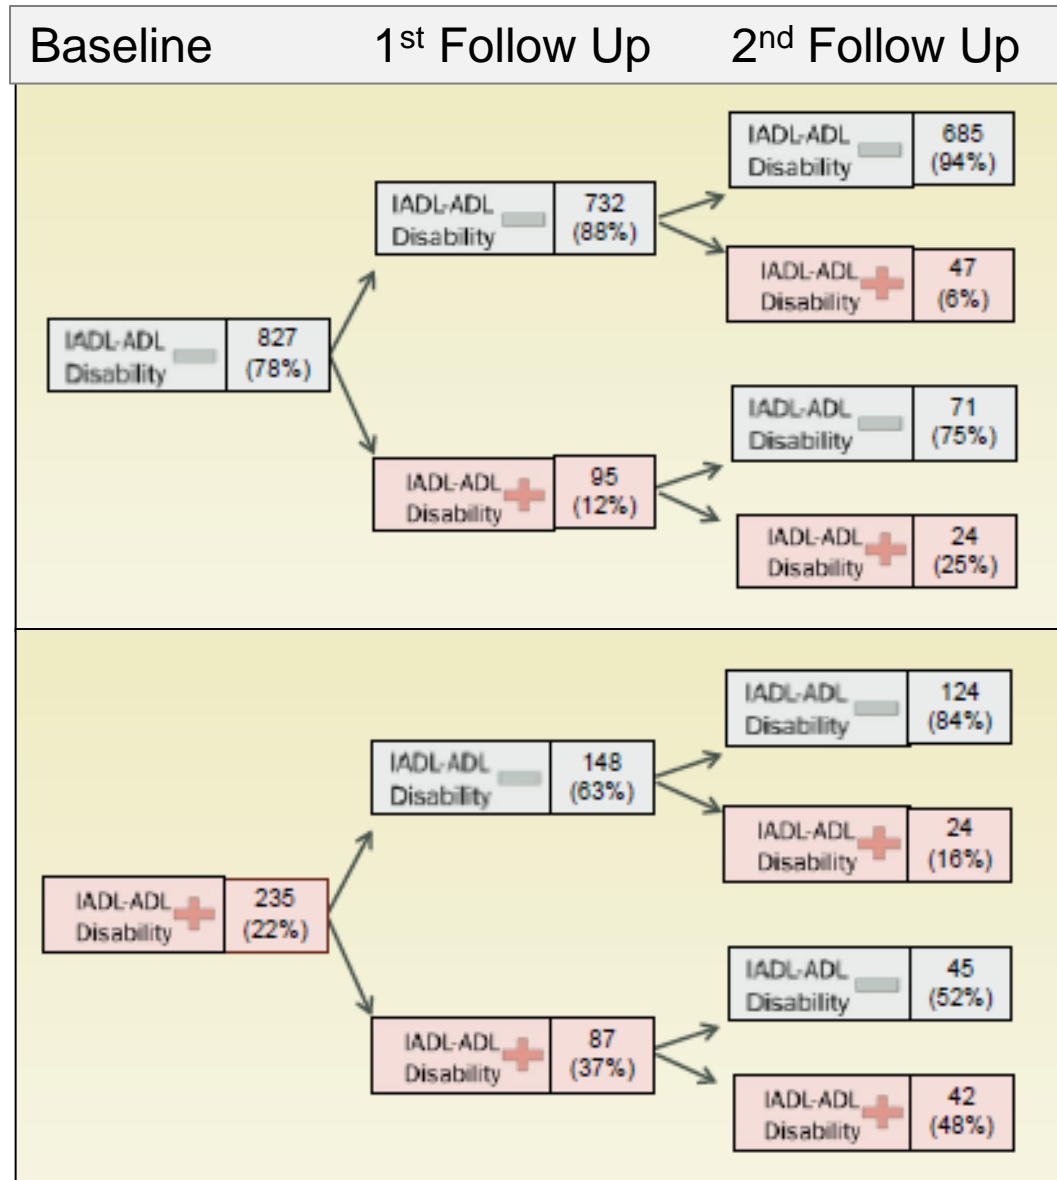 Baseline 1st Follow Up 2nd Follow Up
IADL-ADL
Disability
827
(78%)
IADL-ADL
Disability
732
(88%)
IADL-ADL
Disability
685
(94%)
IADL-ADL
Disability
47
(6%)
IADL-ADL
Disability
95
(12%)
IADL-ADL
Disability
71
(75%)
IADL-ADL
Disability
24
(25%)
IADL-ADL
Disability
235
(22%)
IADL-ADL
Disability
148
(63%)
IADL-ADL
Disability
124
(84%)
IADL-ADL
Disability
24
(16%)
IADL-ADL
Disability
87
(37%)
IADL-ADL
Disability
45
(52%)
IADL-ADL
Disability
42
(48%)